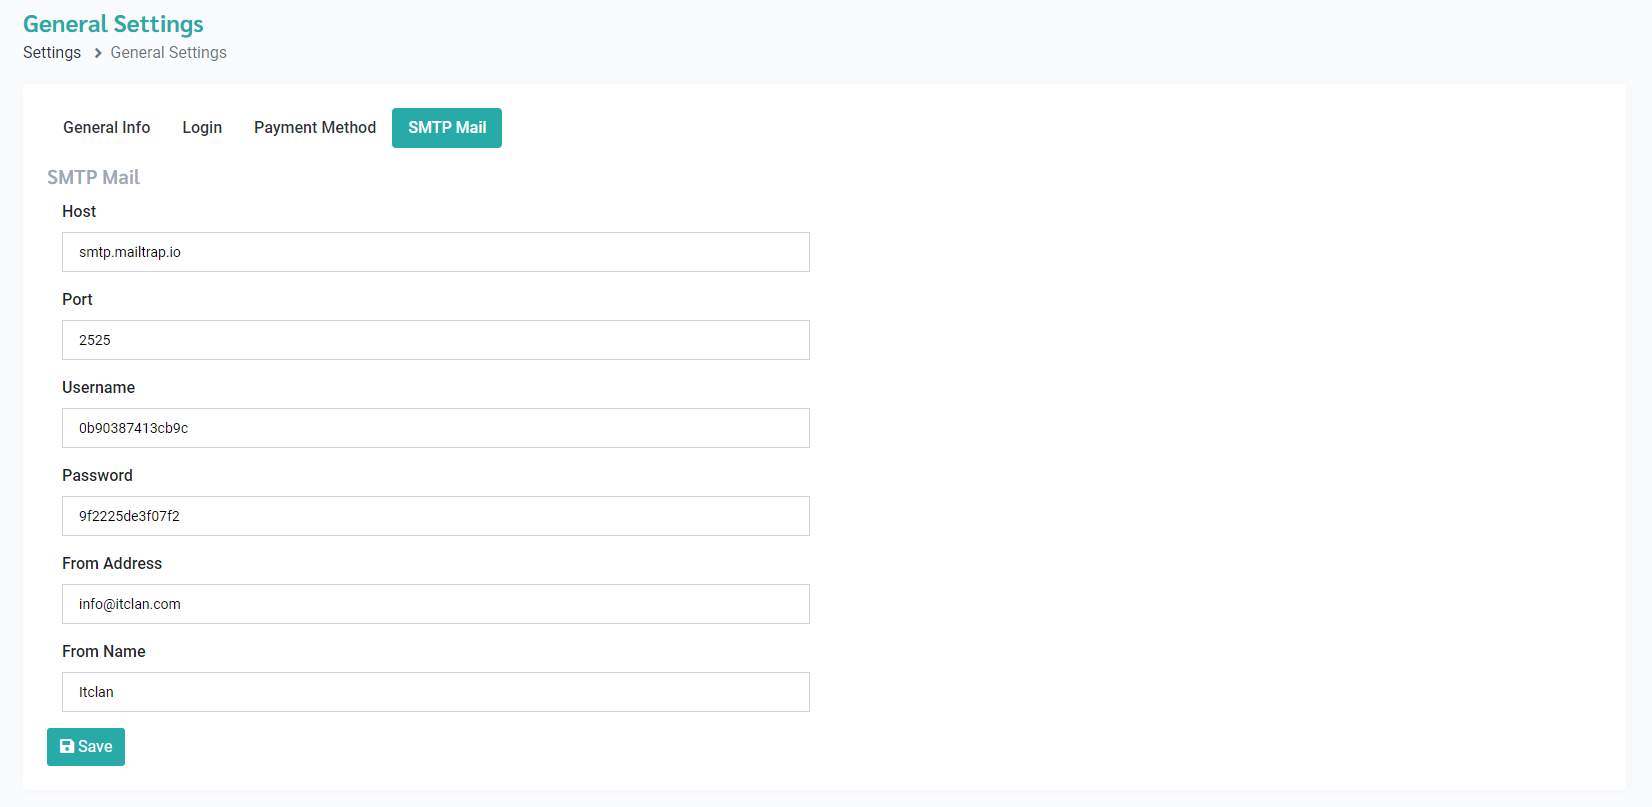 General Settings
Settings > General Settings
General Info Login Payment Method SMTP Mail
SMTP Mail
Host
smtp.mailtrap.io
Port
2525
Username
0b90387413cb9c
Password
9f2225de3f07f2
From Address
info@itclan.com
From Name
Itclan
Save